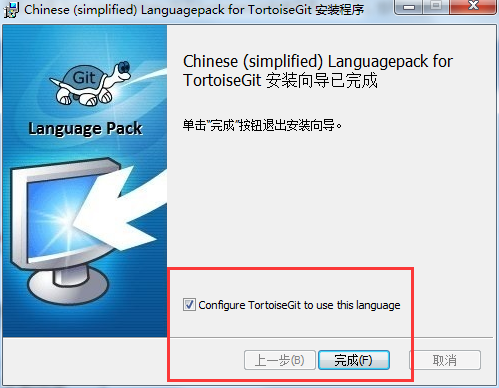 Chinese (simplified) Languagepack for TortoiseGit 安装程序
Git
Language Pack
Chinese (simplified) Languagepack for
TortoiseGit 安装向导已完成
单击"完成"按钮退出安装向导。
Configure TortoiseGit to use this language
上一步(B)
完成(F)
取消